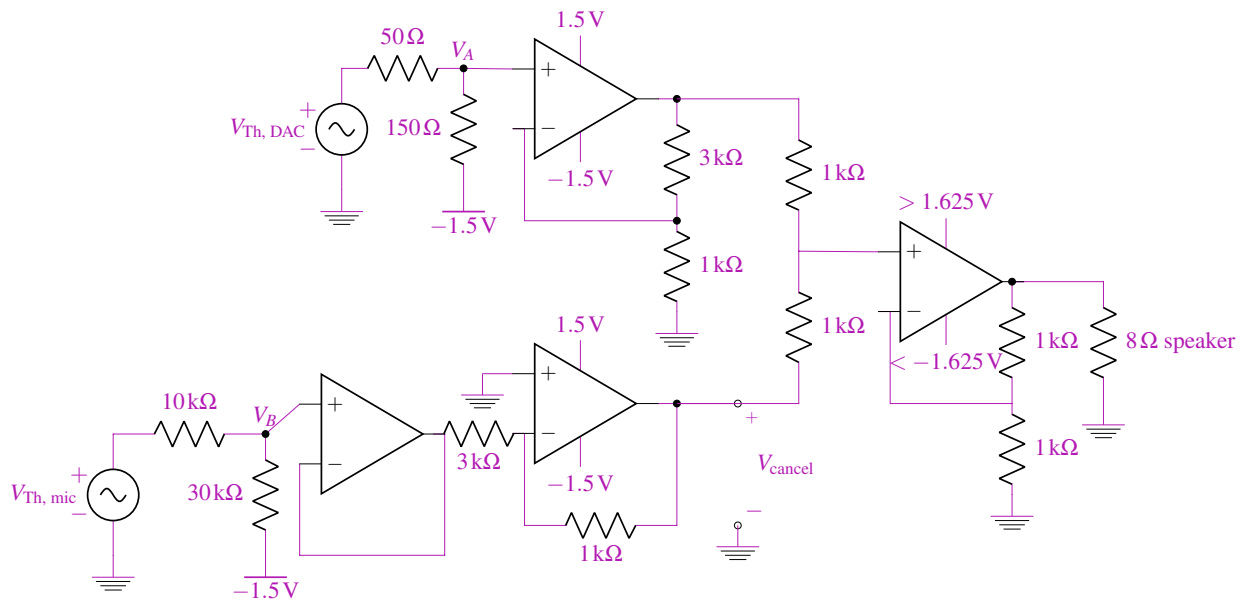 1.5 V
50 Ω
V_A
+
V_Th, DAC
−
150 Ω
+
−
−1.5 V
−1.5 V
3 kΩ
1 kΩ
1 kΩ
> 1.625 V
+
−
< −1.625 V
1 kΩ
1 kΩ
8 Ω speaker
1 kΩ
1.5 V
+
−
−1.5 V
10 kΩ
V_B
+
V_Th, mic
−
30 kΩ
−1.5 V
+
−
3 kΩ
1 kΩ
+
V_cancel
−